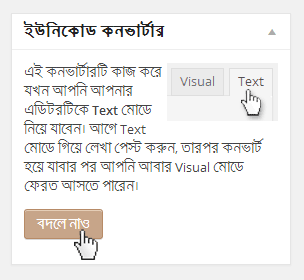 ইউনিকোড কনভার্টার
এই কনভার্টারটি কাজ করে
Visual Text
যখন আপনি আপনার
এডিটরটিকে Text মোডে
নিয়ে যাবেন। আগে Text
মোডে গিয়ে লেখা পেস্ট করুন, তারপর কনভার্ট
হয়ে যাবার পর আপনি আবার Visual মোডে
ফেরত আসতে পারেন।
বদলে নাও